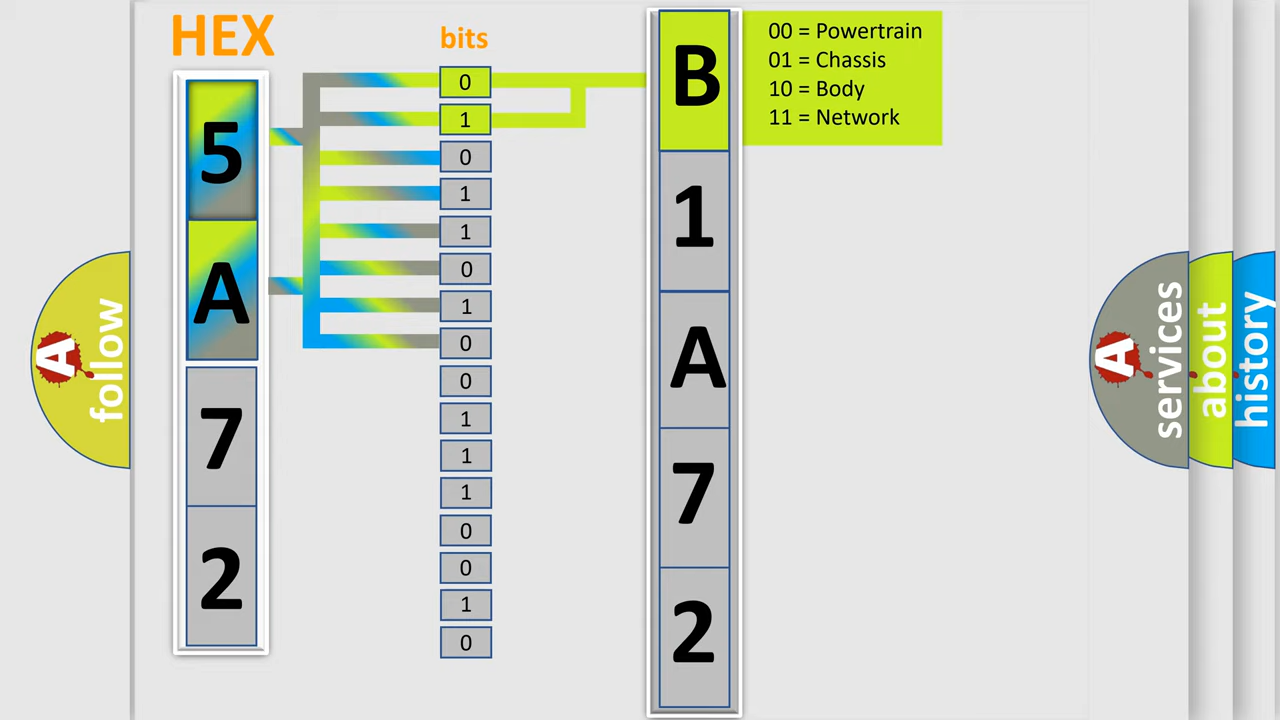 HEX
bits
5
A
7
2
0
1
0
1
1
0
1
0
0
1
1
1
0
0
1
0
B
1
A
7
2
00 = Powertrain
01 = Chassis
10 = Body
11 = Network
A
follow
A
services
about
history